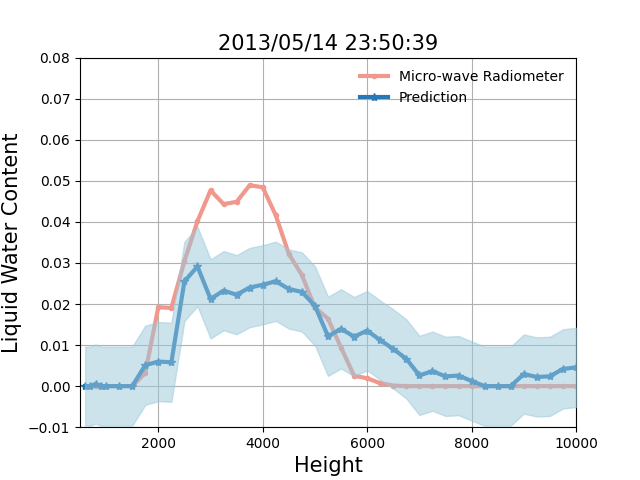 2013/05/14 23:50:39
Micro-wave Radiometer
Prediction
Liquid Water Content
0.08
0.07
0.06
0.05
0.04
0.03
0.02
0.01
0.00
−0.01
2000 4000 6000 8000 10000
Height